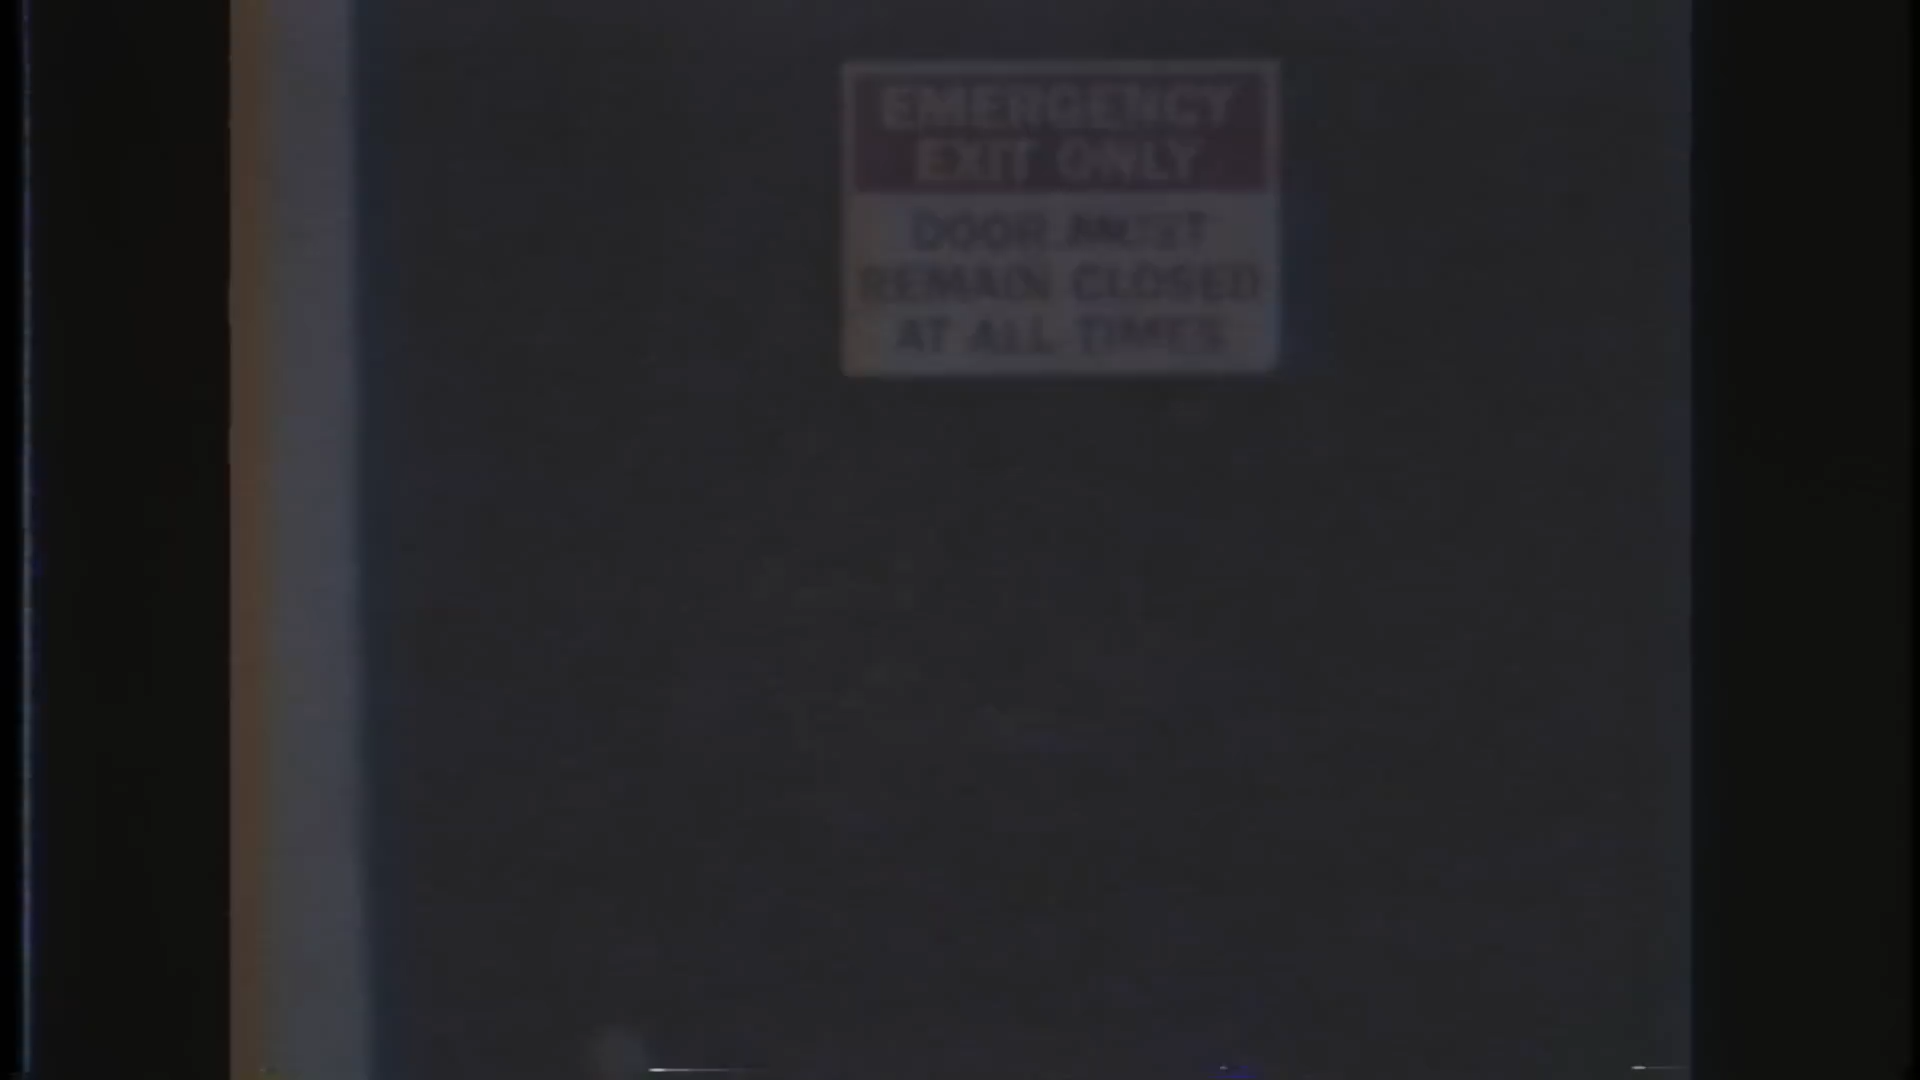 EMERGENCY
EXIT ONLY
DOOR MUST
REMAIN CLOSED
AT ALL TIMES